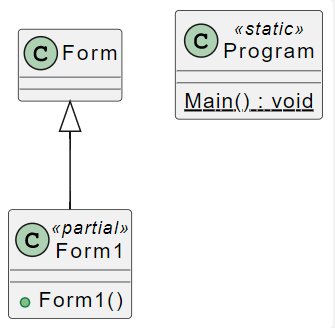 C Form
«static»
C Program
Main() : void
«partial»
C Form1
Form1()